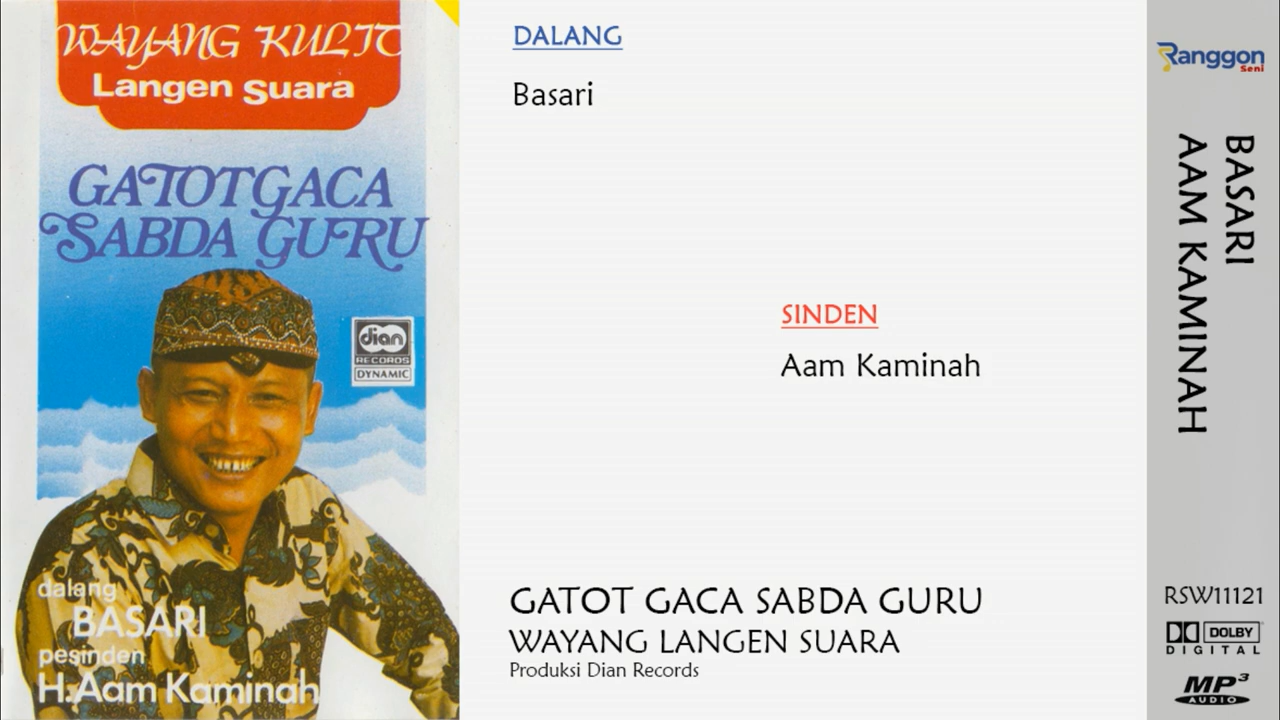 WAYANG KULIT
Langen Suara
GATOTGACA
SABDA GURU
dian
RECORDS
DYNAMIC
dalang
BASARI
pesinden
H.Aam Kaminah
DALANG
Basari
SINDEN
Aam Kaminah
GATOT GACA SABDA GURU
WAYANG LANGEN SUARA
Produksi Dian Records
Ranggon
Seni
BASARI
AAM KAMINAH
RSW11121
DOLBY
DIGITAL
MP3
AUDIO